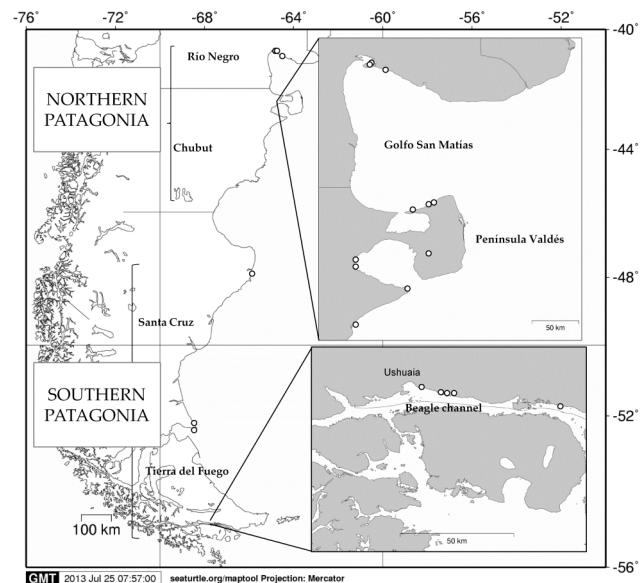 -76 -72 -68 -64 -60 -56 -52
-40
Río Negro
NORTHERN
PATAGONIA
Chubut
Golfo San Matías
-44
Península Valdés
50 km
-48
Santa Cruz
SOUTHERN
PATAGONIA
Ushuaia
Beagle channel
-52
Tierra del Fuego
100 km
50 km
-56
GMT 2013 Jul 25 07:57:00 seaturtle.org/maptool Projection: Mercator